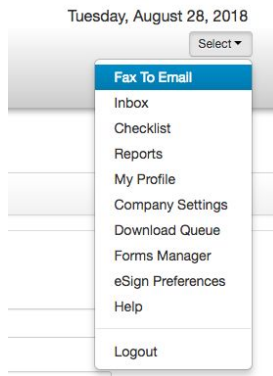 Tuesday, August 28, 2018
Select
Fax To Email
Inbox
Checklist
Reports
My Profile
Company Settings
Download Queue
Forms Manager
eSign Preferences
Help
Logout